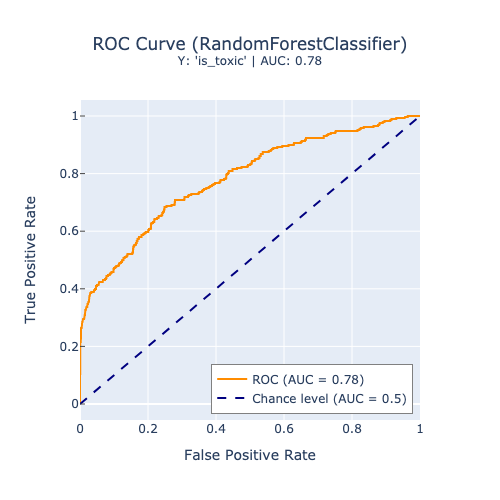 ROC Curve (RandomForestClassifier)
Y: 'is_toxic' | AUC: 0.78
1
0.8
0.6
0.4
0.2
0
True Positive Rate
ROC (AUC = 0.78)
Chance level (AUC = 0.5)
0
0.2
0.4
0.6
0.8
1
False Positive Rate